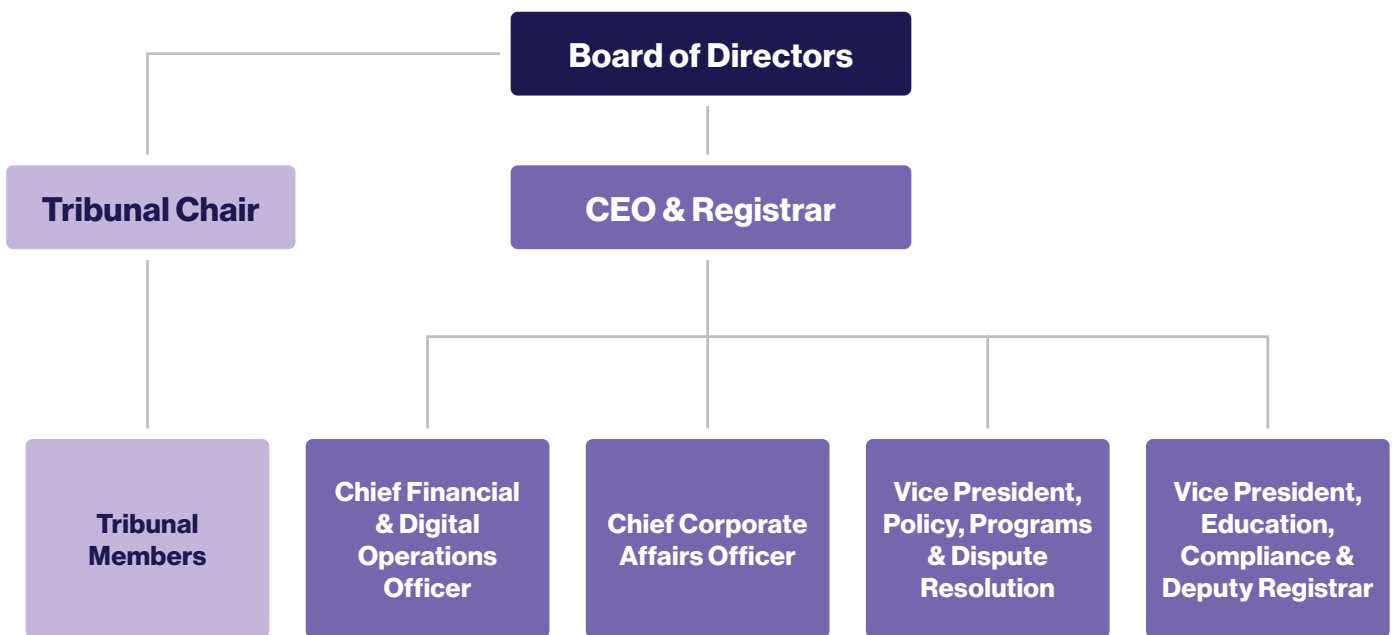 Board of Directors
Tribunal Chair
CEO & Registrar
Tribunal
Members
Chief Financial
& Digital
Operations
Officer
Chief Corporate
Affairs Officer
Vice President,
Policy, Programs
& Dispute
Resolution
Vice President,
Education,
Compliance &
Deputy Registrar